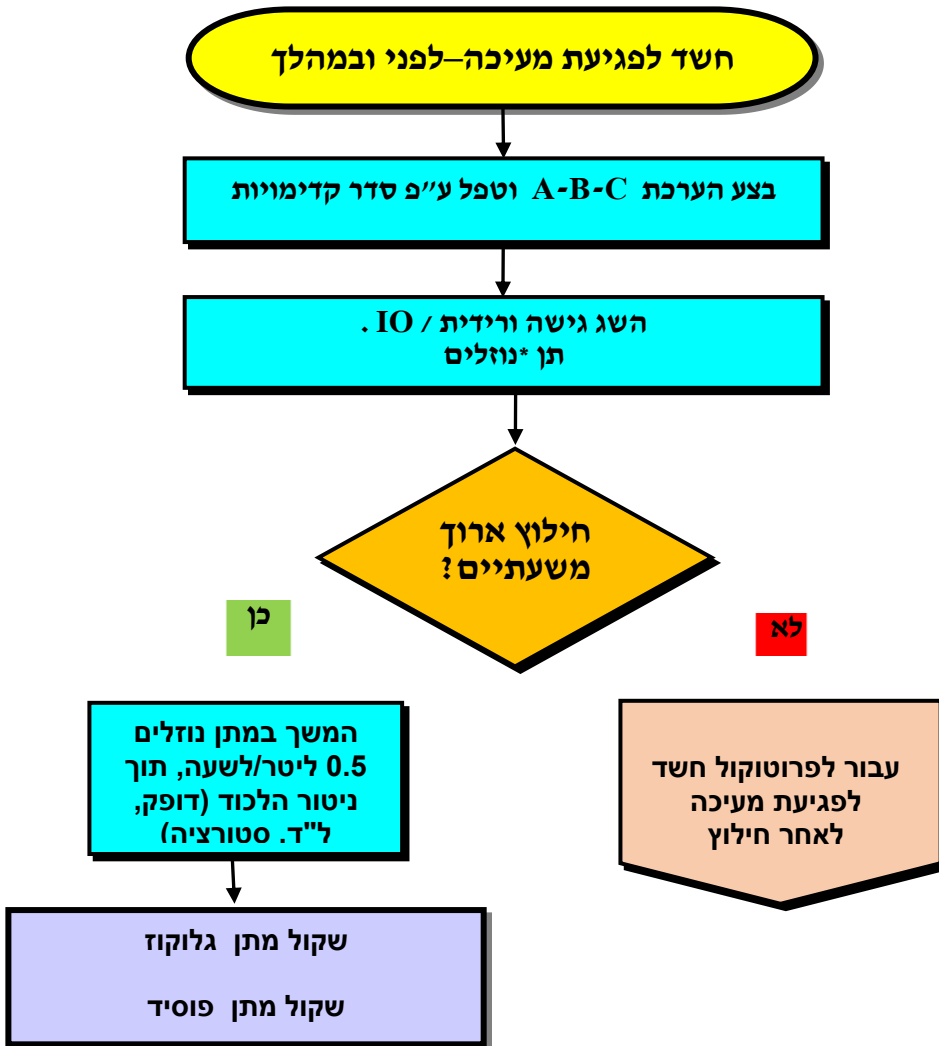 חשד לפגיעת מעיכה–לפני ובמהלך
בצע הערכת A-B-C וטפל ע״פ סדר קדימויות
השג גישה ורידית / IO .
תן *נוזלים
חילוץ ארוך
משעתיים?
כן
לא
המשך במתן נוזלים
0.5 ליטר/לשעה, תוך
ניטור הלכוד (דופק,
ל"ד. סטורציה)
עבור לפרוטוקול חשד
לפגיעת מעיכה
לאחר חילוץ
שקול מתן גלוקוז
שקול מתן פוסיד